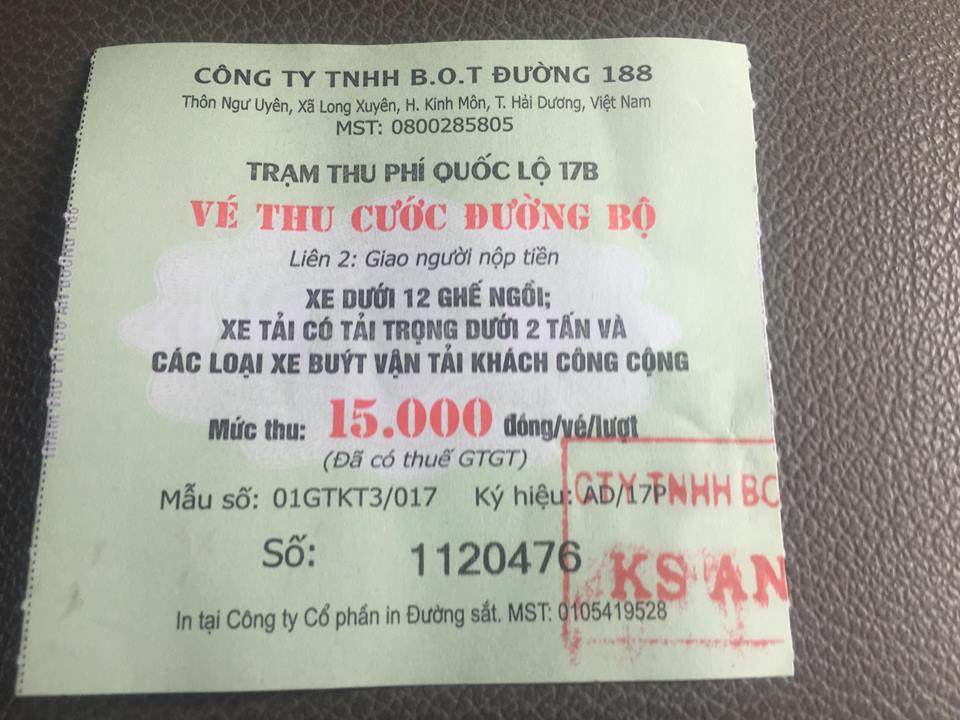 CÔNG TY TNHH B.O.T ĐƯỜNG 188
Thôn Ngư Uyên, Xã Long Xuyên, H. Kinh Môn, T. Hải Dương, Việt Nam
MST: 0800285805
TRẠM THU PHÍ QUỐC LỘ 17B
VÉ THU CƯỚC ĐƯỜNG BỘ
Liên 2: Giao người nộp tiền
XE DƯỚI 12 GHẾ NGỒI;
XE TẢI CÓ TẢI TRỌNG DƯỚI 2 TẤN VÀ
CÁC LOẠI XE BUÝT VẬN TẢI KHÁCH CÔNG CỘNG
Mức thu: 15.000 đồng/vé/lượt
(Đã có thuế GTGT)
Mẫu số: 01GTKT3/017 Ký hiệu: AD/17P
CTY TNHH BO
Số: 1120476
KS AN
In tại Công ty Cổ phần in Đường sắt. MST: 0105419528